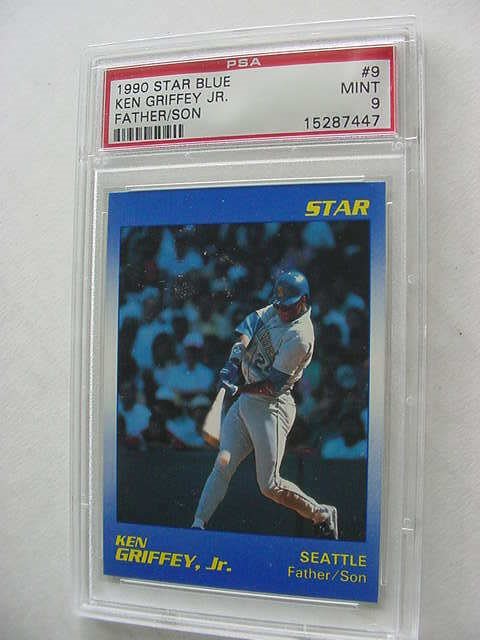 PSA
1990 STAR BLUE #9
KEN GRIFFEY JR. MINT
FATHER/SON 9
15287447
STAR
KEN
GRIFFEY, Jr.
SEATTLE
Father/Son